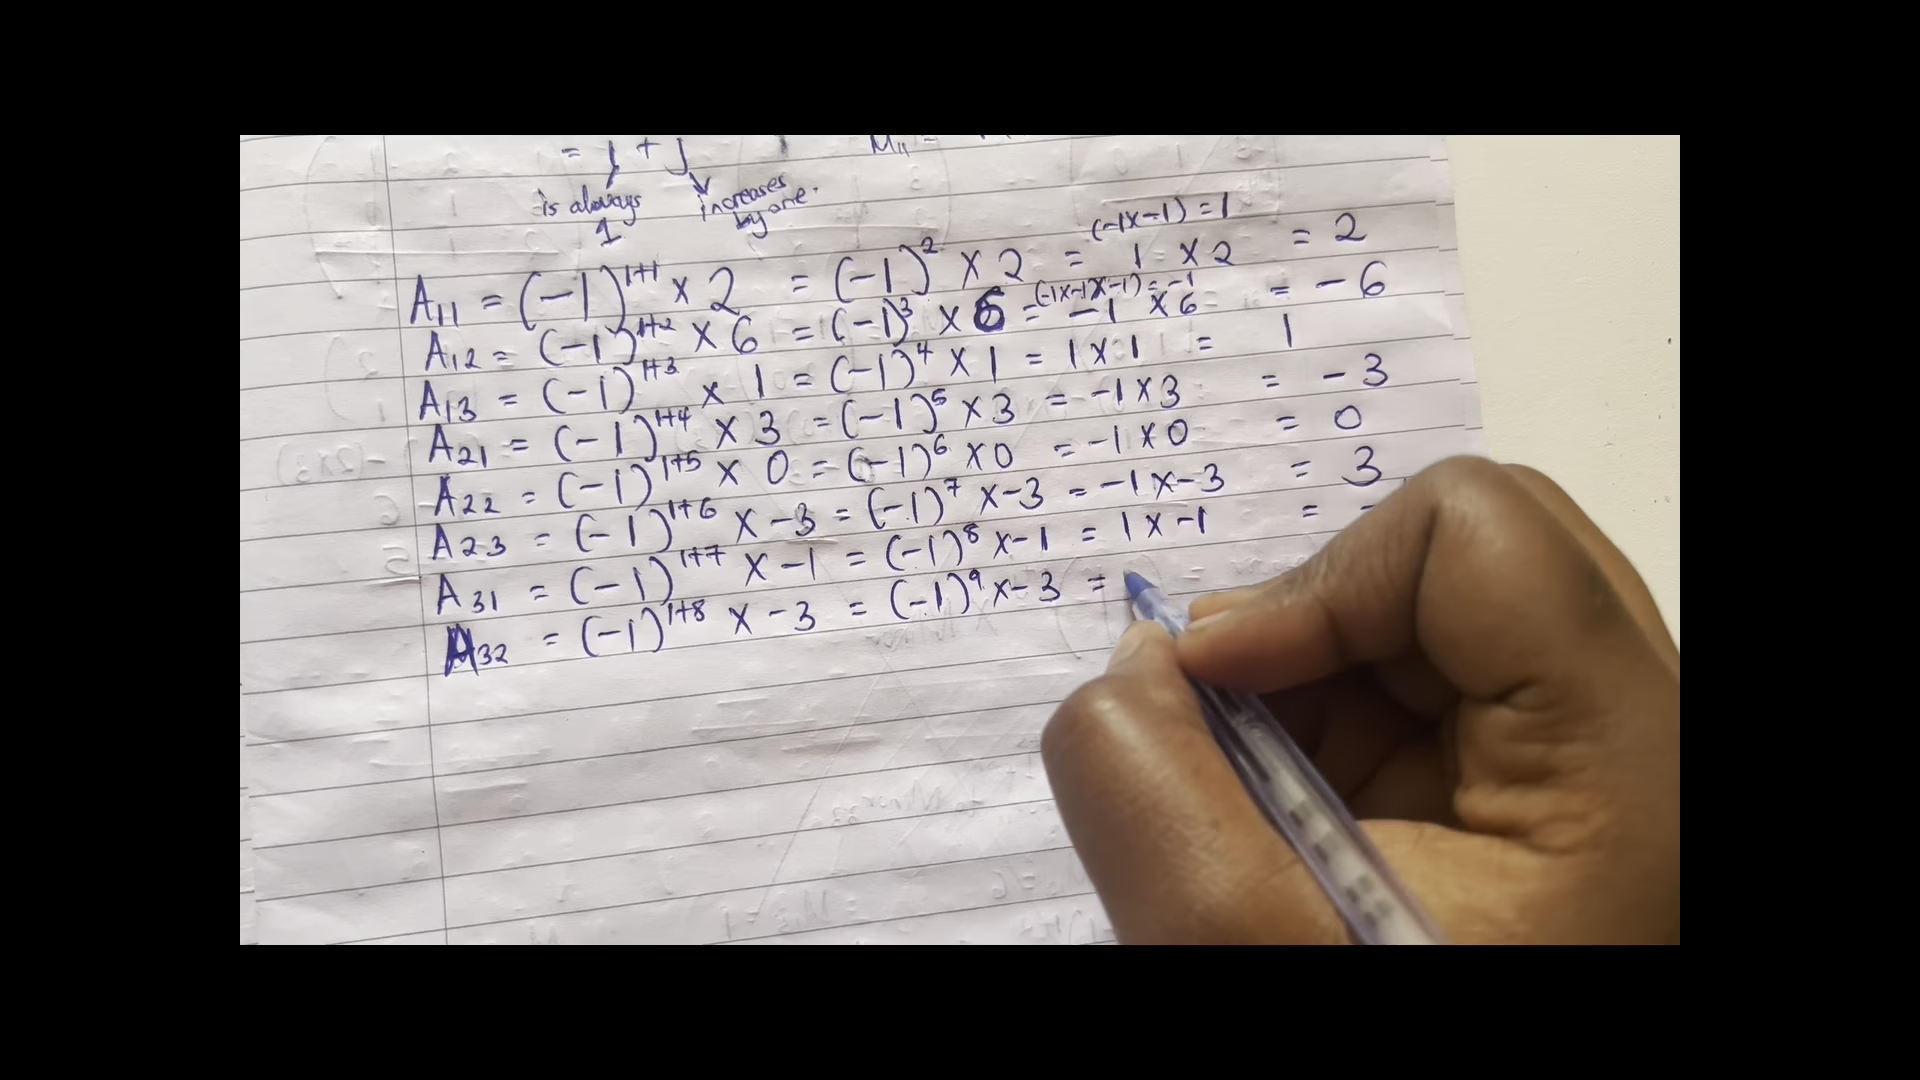 = i + j M₁₁ =
is always increases
1 by one.
(-1x-1) = 1
A₁₁ = (-1)¹⁺¹ x 2 = (-1)² x 2 = 1 x 2 = 2
(-1x-1x-1) = -1
A₁₂ = (-1)¹⁺² x 6 = (-1)³ x 6 = -1 x 6 = -6
A₁₃ = (-1)¹⁺³ x 1 = (-1)⁴ x 1 = 1 x 1 = 1
A₂₁ = (-1)¹⁺⁴ x 3 = (-1)⁵ x 3 = -1 x 3 = -3
A₂₂ = (-1)¹⁺⁵ x 0 = (-1)⁶ x 0 = -1 x 0 = 0
A₂₃ = (-1)¹⁺⁶ x -3 = (-1)⁷ x -3 = -1 x -3 = 3
A₃₁ = (-1)¹⁺⁷ x -1 = (-1)⁸ x -1 = 1 x -1 = -
A₃₂ = (-1)¹⁺⁸ x -3 = (-1)⁹ x -3 =